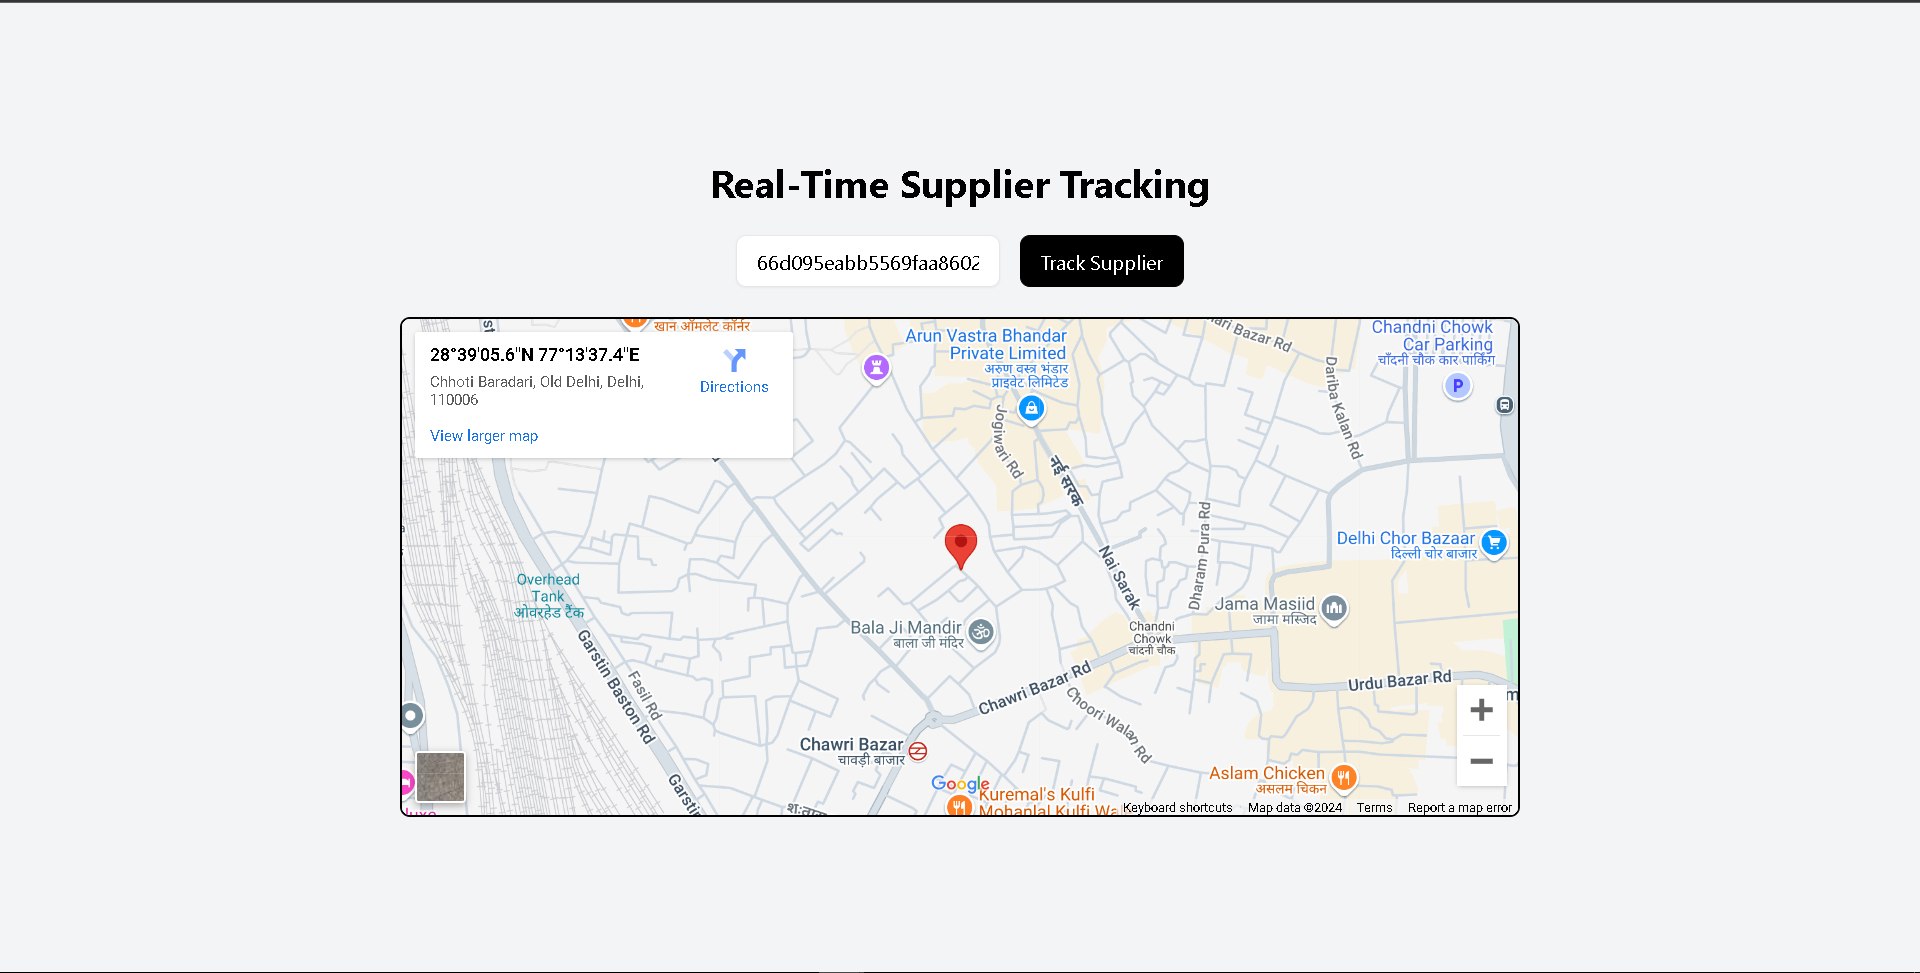 Real-Time Supplier Tracking
66d095eabb5569faa8602
Track Supplier
28°39'05.6"N 77°13'37.4"E
Chhoti Baradari, Old Delhi, Delhi,
110006
Directions
View larger map
खान ऑमलेट कॉर्नर
Arun Vastra Bhandar
Private Limited
अरुण वस्त्र भंडार
प्राइवेट लिमिटेड
Bazar Rd
Chandni Chowk
Car Parking
चाँदनी चौक कार पार्किंग
P
Dariba Kalan Rd
Jogiwari Rd
नई सरक
Dharam Pura Rd
Delhi Chor Bazaar
दिल्ली चोर बाजार
Nai Sarak
Overhead
Tank
ओवरहेड टैंक
Jama Masjid
जामा मस्जिद
Bala Ji Mandir
बाला जी मंदिर
Chandni
Chowk
चांदनी चौक
Garstin Baston Rd
Fasil Rd
Chawri Bazar Rd
Choori Walan Rd
Urdu Bazar Rd
Chawri Bazar
चावड़ी बाजार
Aslam Chicken
असलम चिकन
Google
Kuremal's Kulfi
Mohanlal Kulfi Wa
Keyboard shortcuts
Map data ©2024
Terms
Report a map error